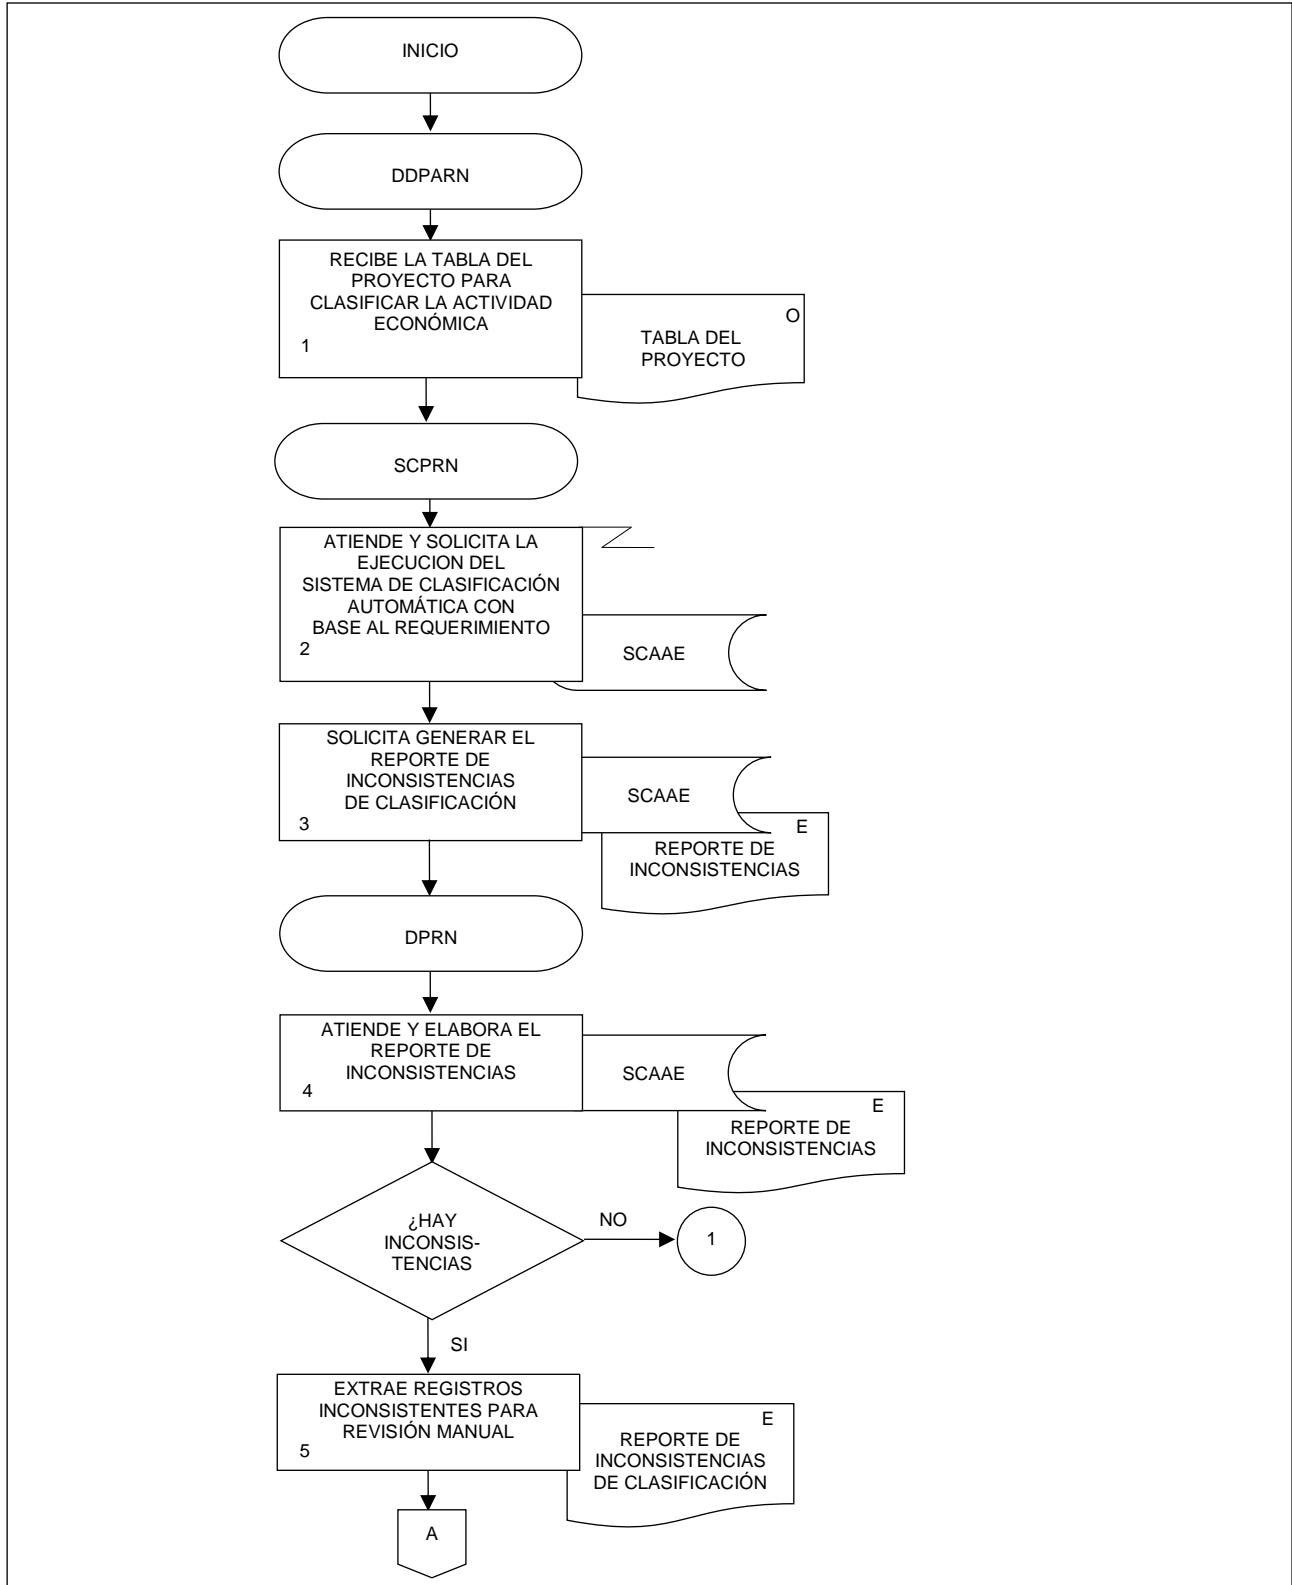 INICIO
DDPARN
RECIBE LA TABLA DEL
PROYECTO PARA
CLASIFICAR LA ACTIVIDAD
ECONÓMICA
1
O
TABLA DEL
PROYECTO
SCPRN
ATIENDE Y SOLICITA LA
EJECUCION DEL
SISTEMA DE CLASIFICACIÓN
AUTOMÁTICA CON
BASE AL REQUERIMIENTO
2
SCAAE
SOLICITA GENERAR EL
REPORTE DE
INCONSISTENCIAS
DE CLASIFICACIÓN
3
SCAAE
E
REPORTE DE
INCONSISTENCIAS
DPRN
ATIENDE Y ELABORA EL
REPORTE DE
INCONSISTENCIAS
4
SCAAE
E
REPORTE DE
INCONSISTENCIAS
¿HAY
INCONSIS-
TENCIAS
NO
1
SI
EXTRAE REGISTROS
INCONSISTENTES PARA
REVISIÓN MANUAL
5
E
REPORTE DE
INCONSISTENCIAS
DE CLASIFICACIÓN
A